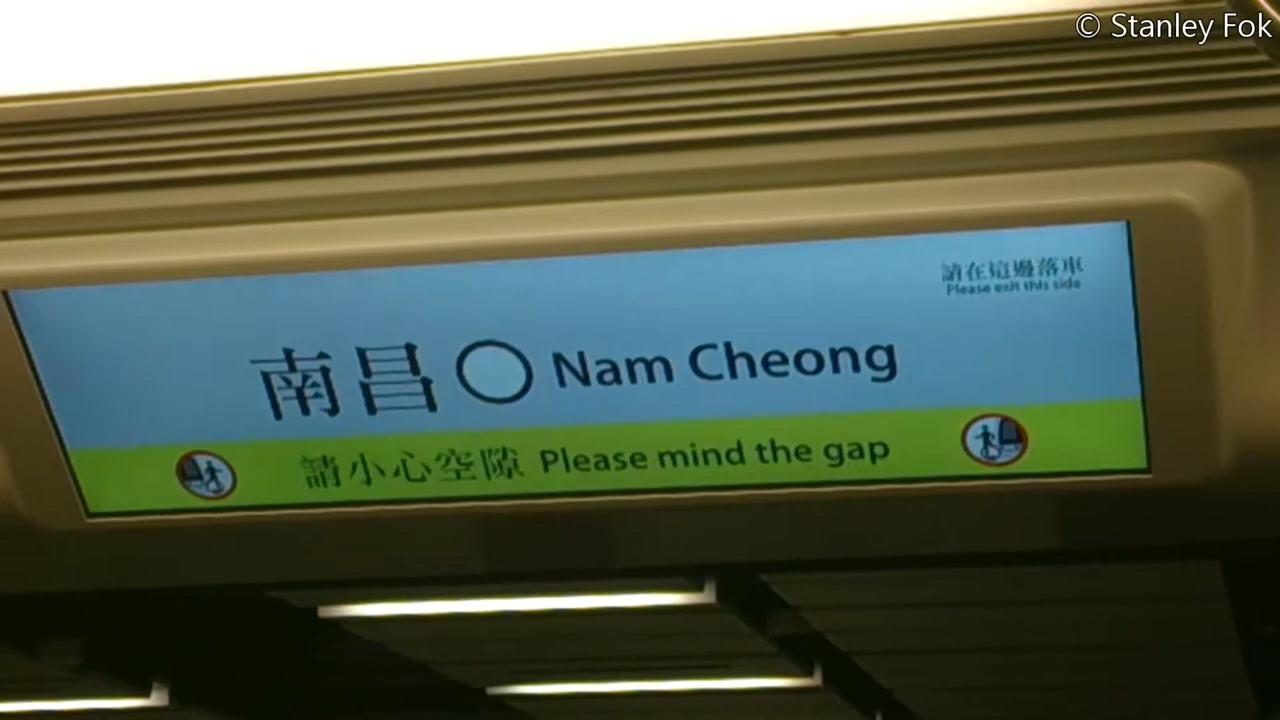 © Stanley Fok
請在這邊落車
Please exit this side
南昌 Nam Cheong
請小心空隙 Please mind the gap